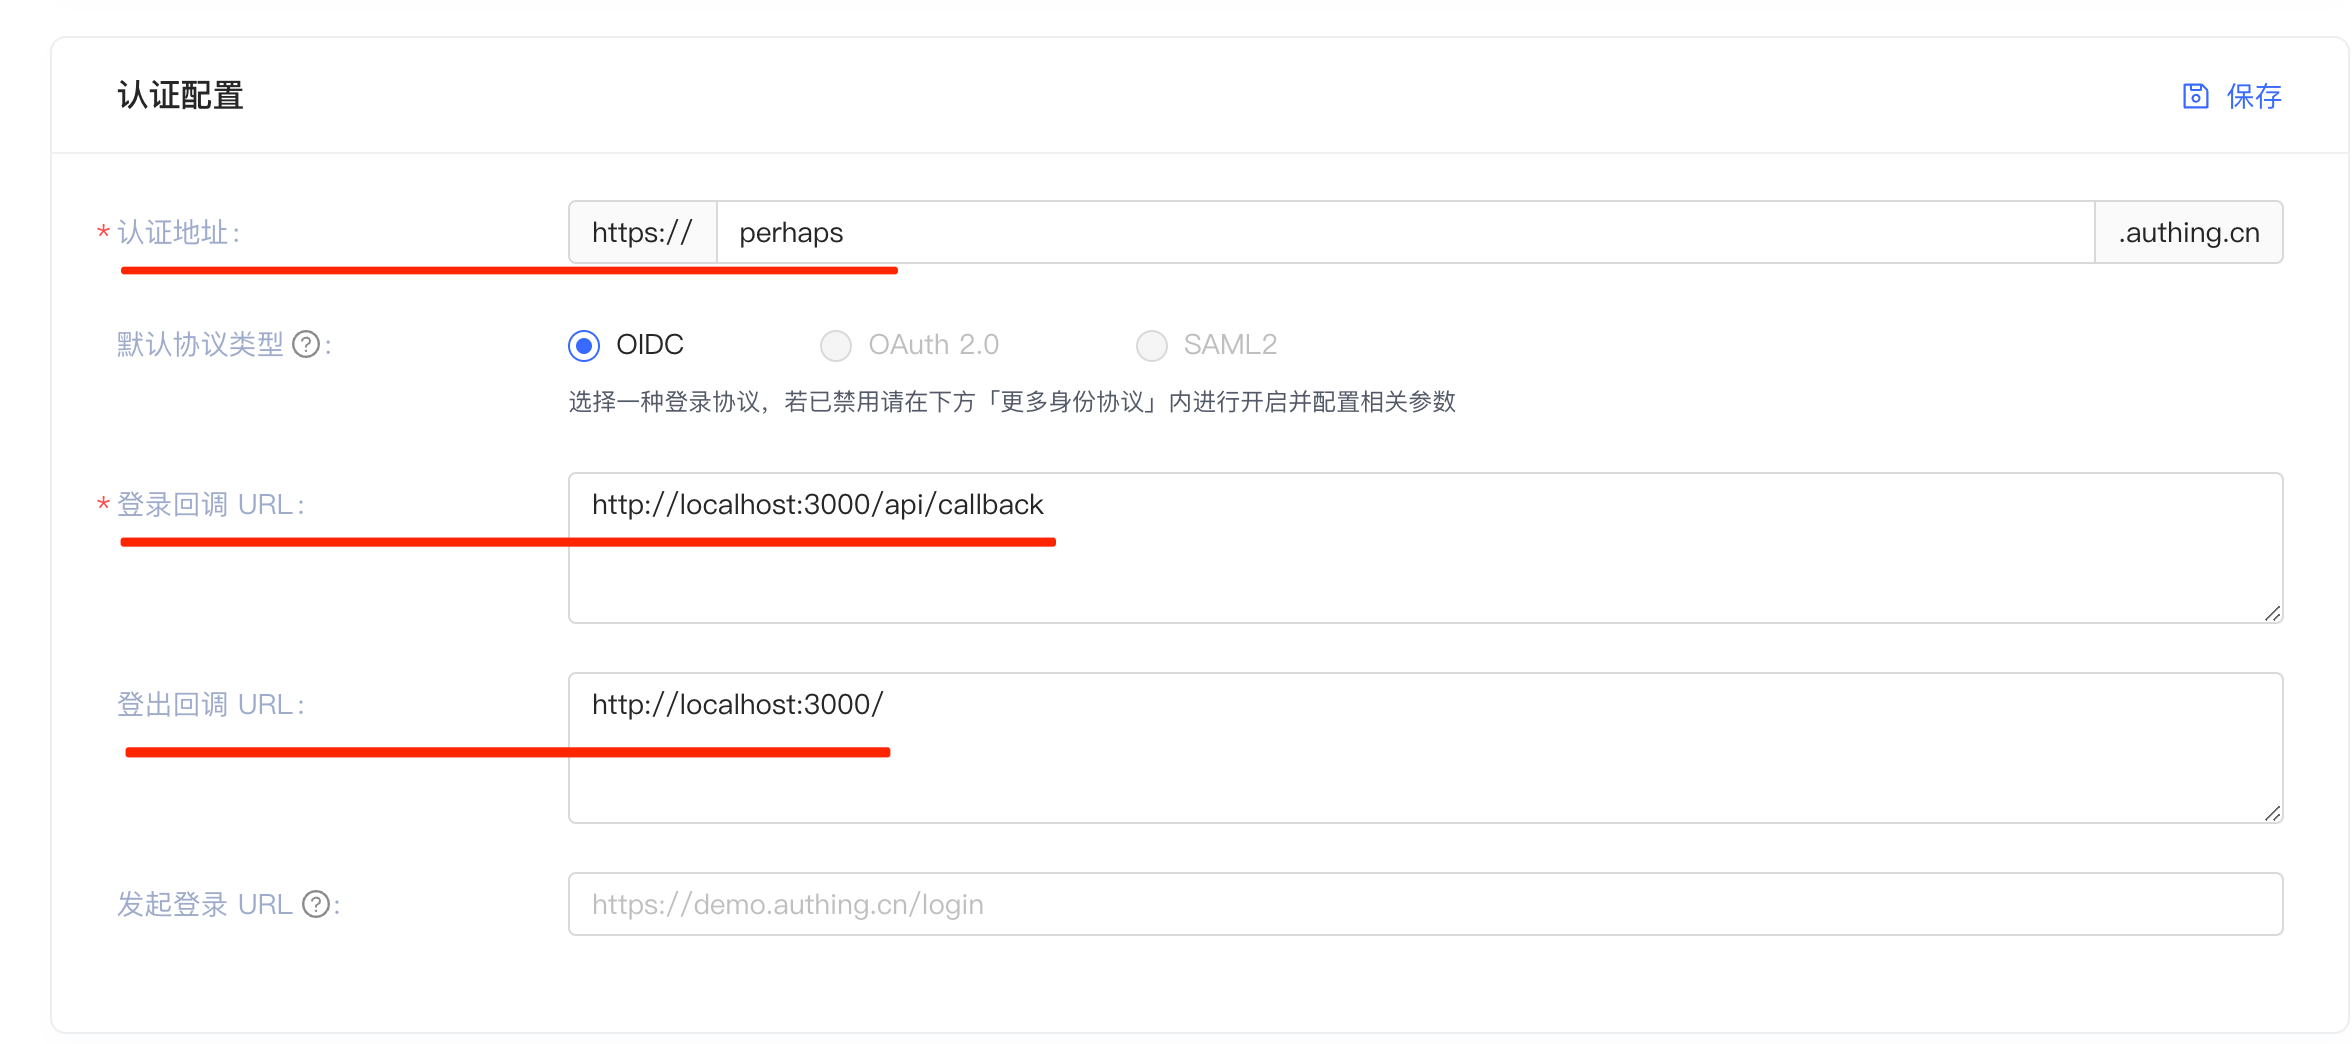 认证配置
保存
* 认证地址: https:// perhaps .authing.cn
默认协议类型 ? : OIDC OAuth 2.0 SAML2
选择一种登录协议，若已禁用请在下方「更多身份协议」内进行开启并配置相关参数
* 登录回调 URL: http://localhost:3000/api/callback
登出回调 URL: http://localhost:3000/
发起登录 URL ? : https://demo.authing.cn/login